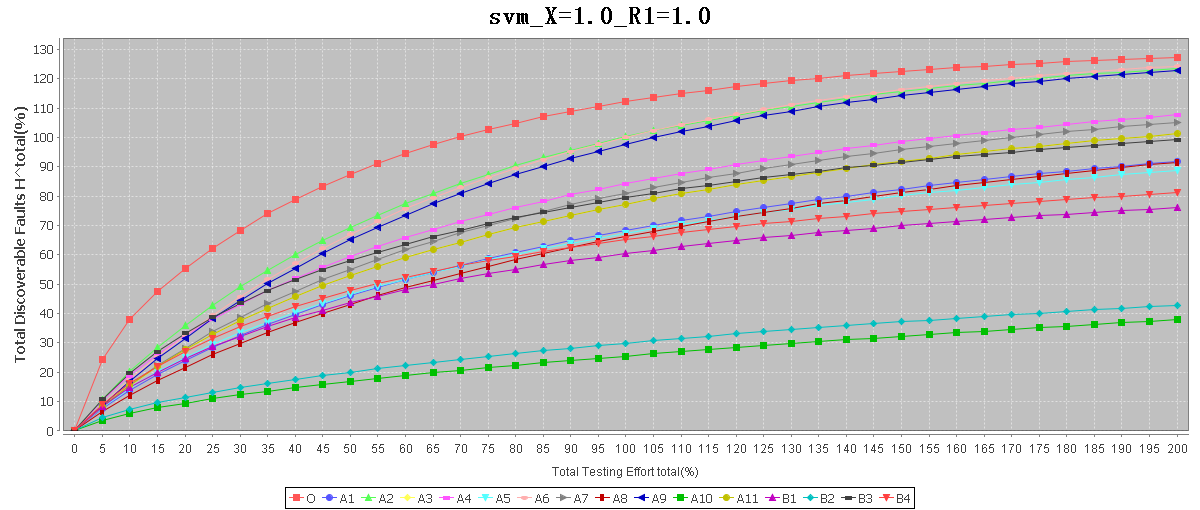 svm_X=1.0_R1=1.0
Total Discoverable Faults H^total(%)
130
120
110
100
90
80
70
60
50
40
30
20
10
0
0 5 10 15 20 25 30 35 40 45 50 55 60 65 70 75 80 85 90 95 100 105 110 115 120 125 130 135 140 145 150 155 160 165 170 175 180 185 190 195 200
Total Testing Effort total(%)
O A1 A2 A3 A4 A5 A6 A7 A8 A9 A10 A11 B1 B2 B3 B4